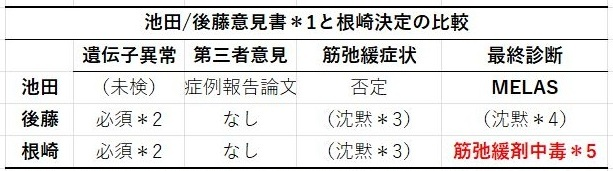 池田/後藤意見書＊1と根崎決定の比較
遺伝子異常 第三者意見 筋弛緩症状 最終診断
池田 （未検） 症例報告論文 否定 MELAS
後藤 必須＊2 なし （沈黙＊3） （沈黙＊4）
根崎 必須＊2 なし （沈黙＊3） 筋弛緩剤中毒＊5